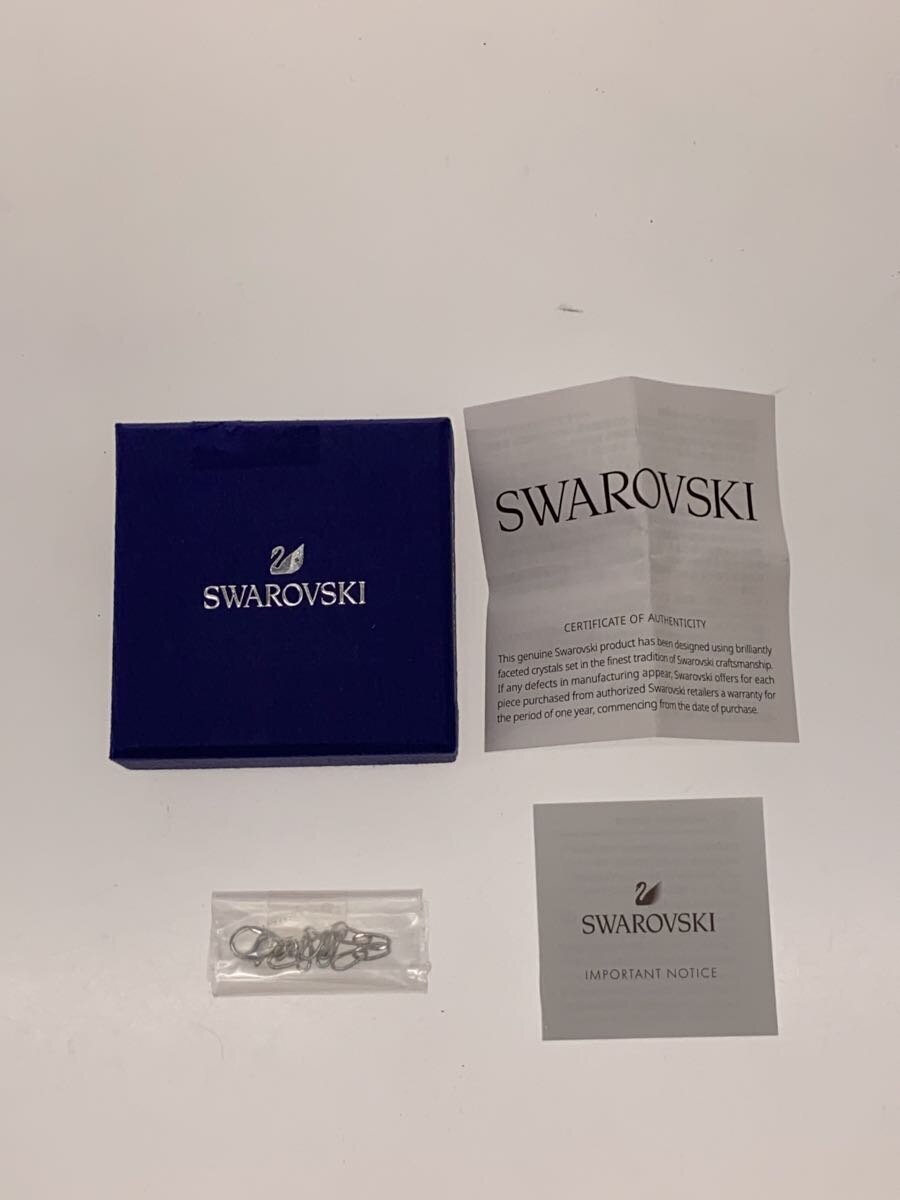 SWAROVSKI
SWAROVSKI
CERTIFICATE OF AUTHENTICITY
This genuine Swarovski product has been designed using brilliantly
faceted crystals set in the finest tradition of Swarovski craftsmanship.
If any defects in manufacturing appear, Swarovski offers for each
piece purchased from authorized Swarovski retailers a warranty for
the period of one year, commencing from the date of purchase.
SWAROVSKI
IMPORTANT NOTICE